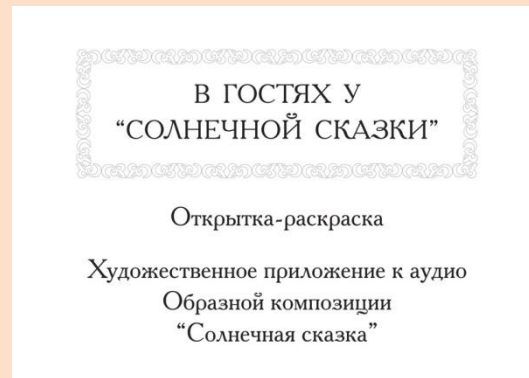 В ГОСТЯХ У
“СОЛНЕЧНОЙ СКАЗКИ”
Открытка-раскраска
Художественное приложение к аудио
Образной композиции
“Солнечная сказка”